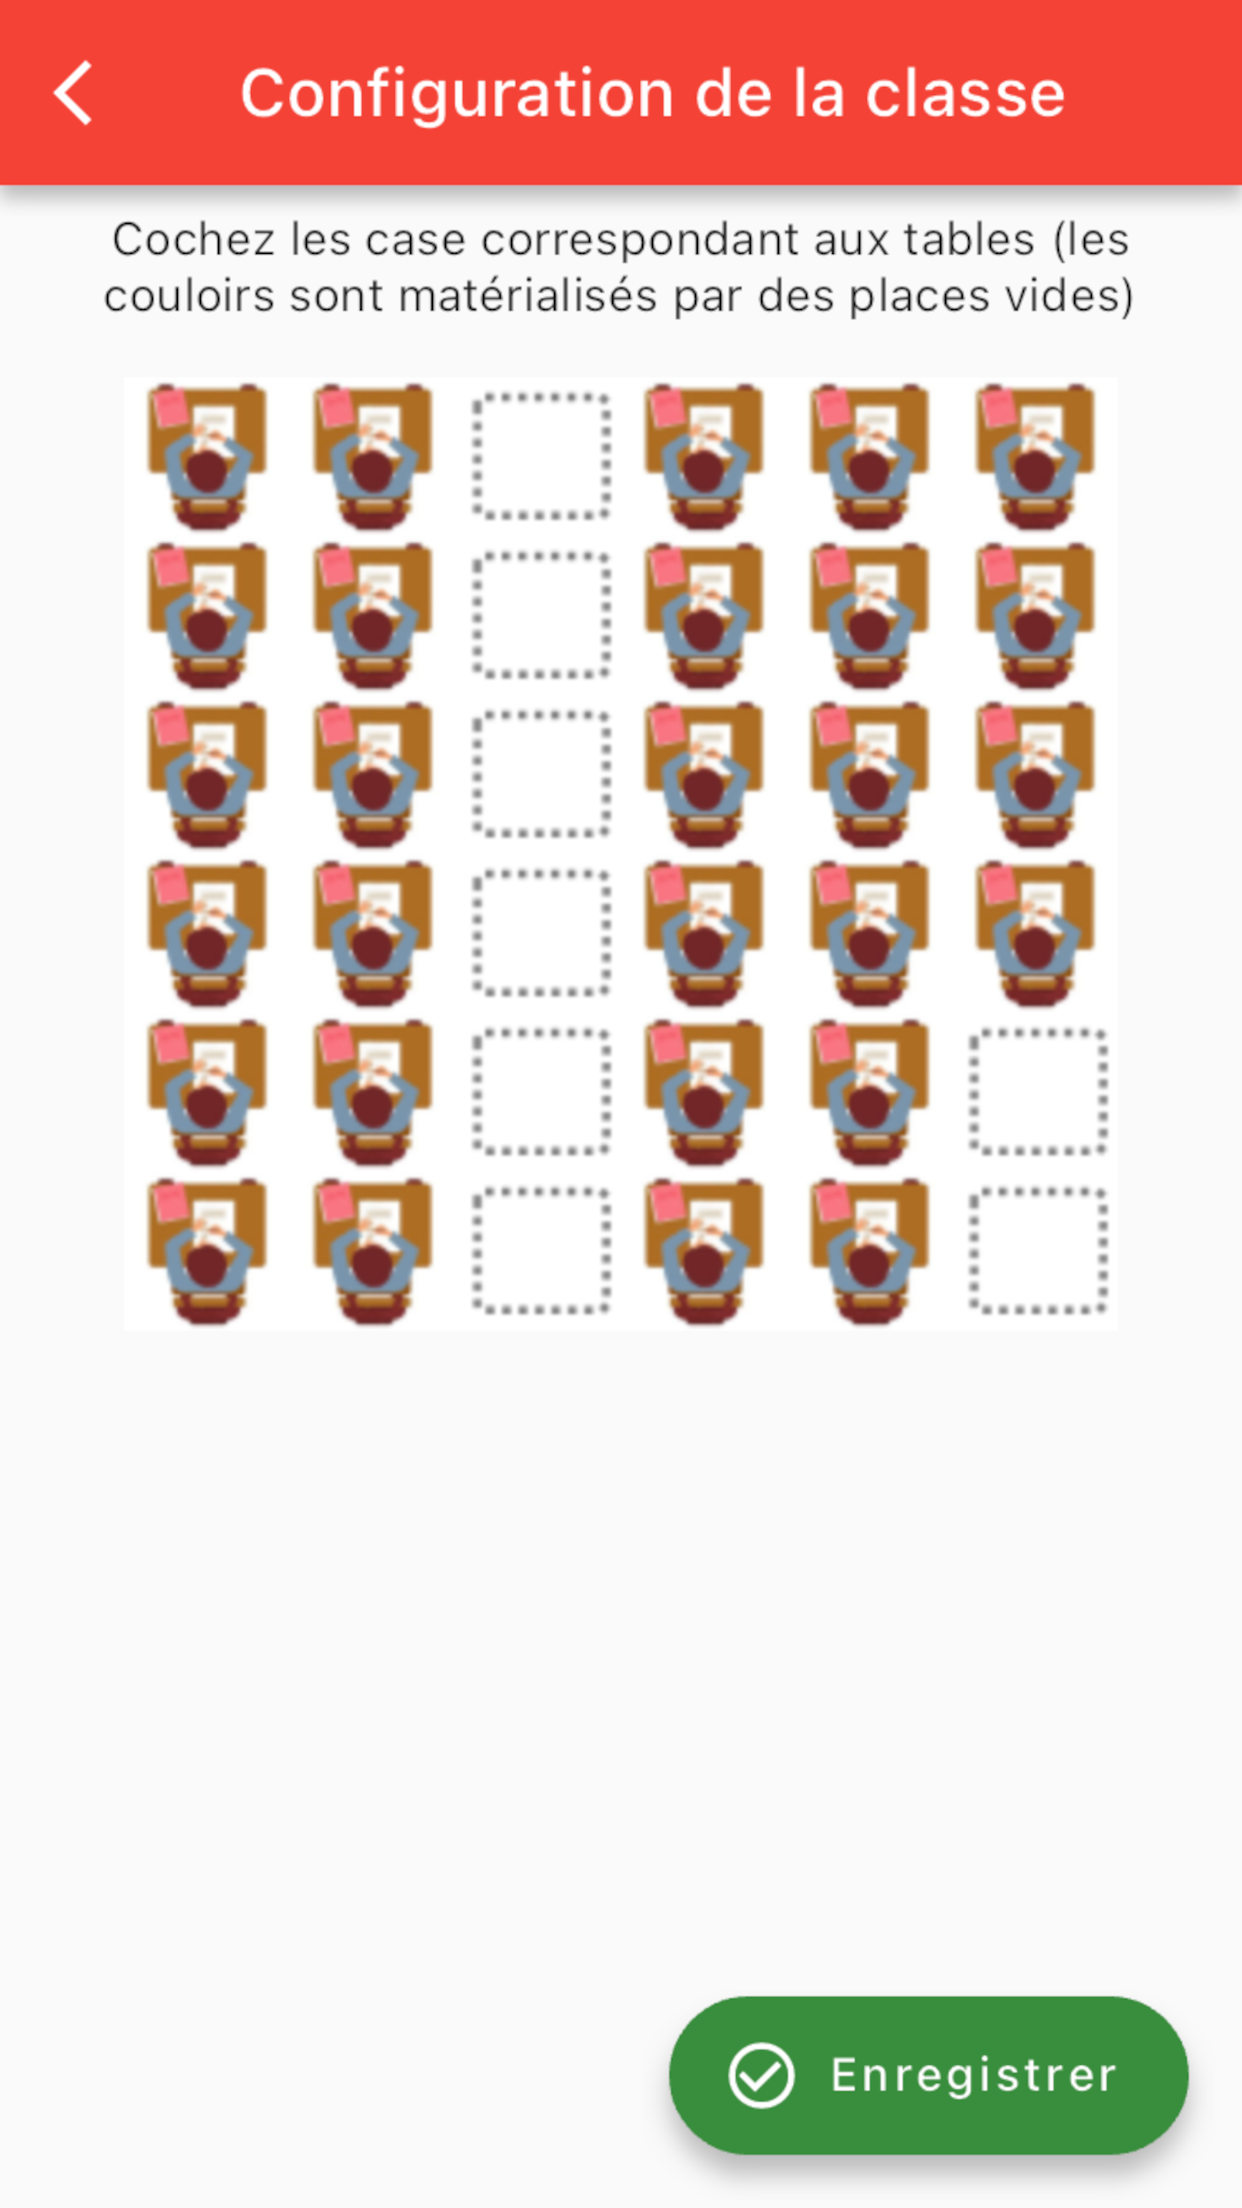 Configuration de la classe
Cochez les case correspondant aux tables (les
couloirs sont matérialisés par des places vides)
Enregistrer